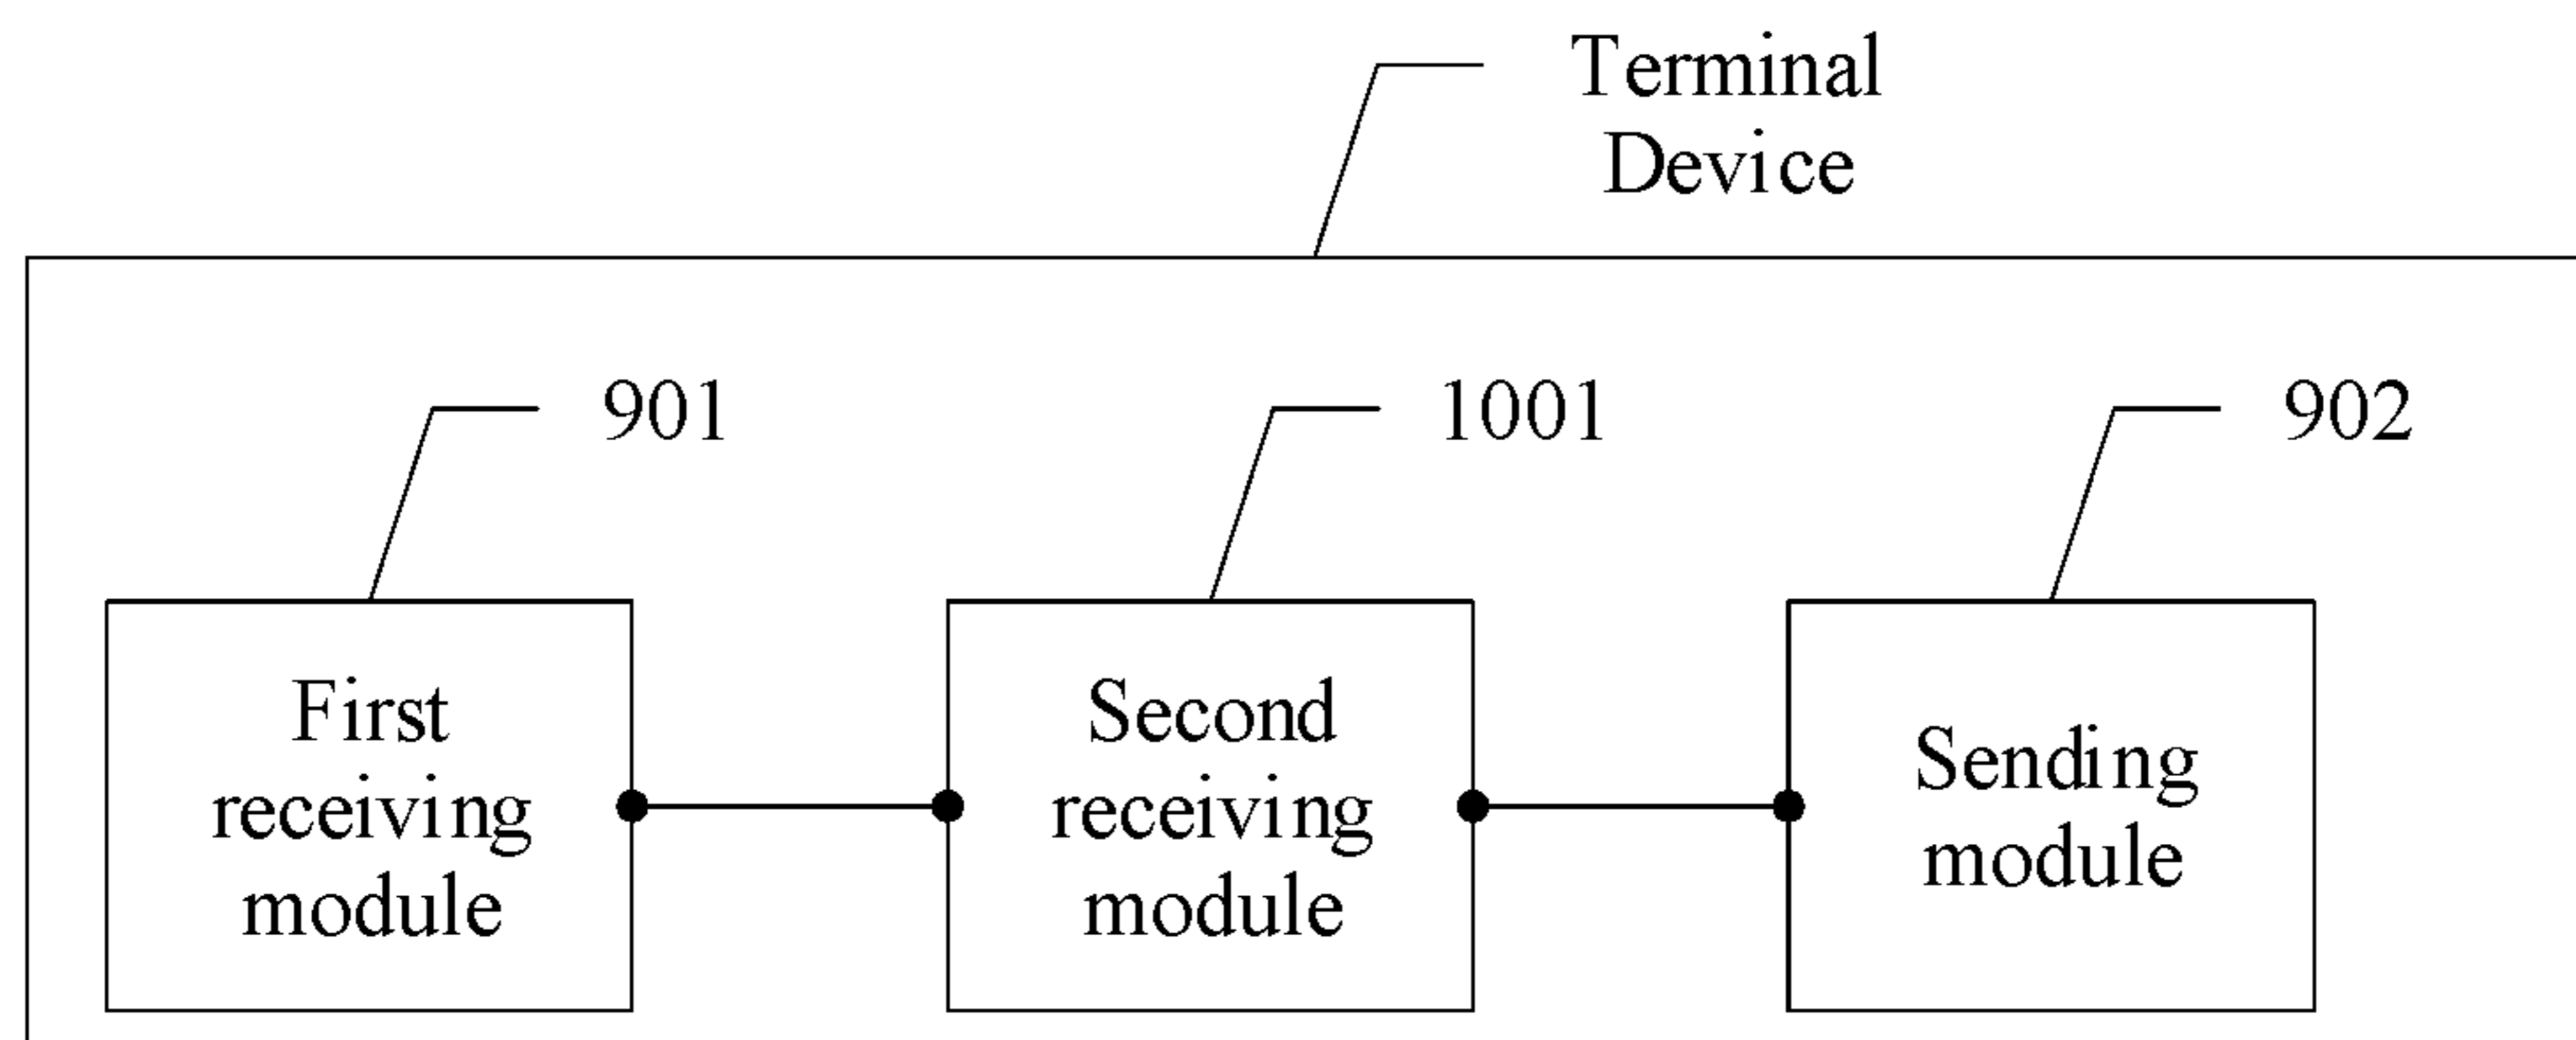 Terminal
Device
901
1001
902
First
receiving
module
Second
receiving
module
Sending
module